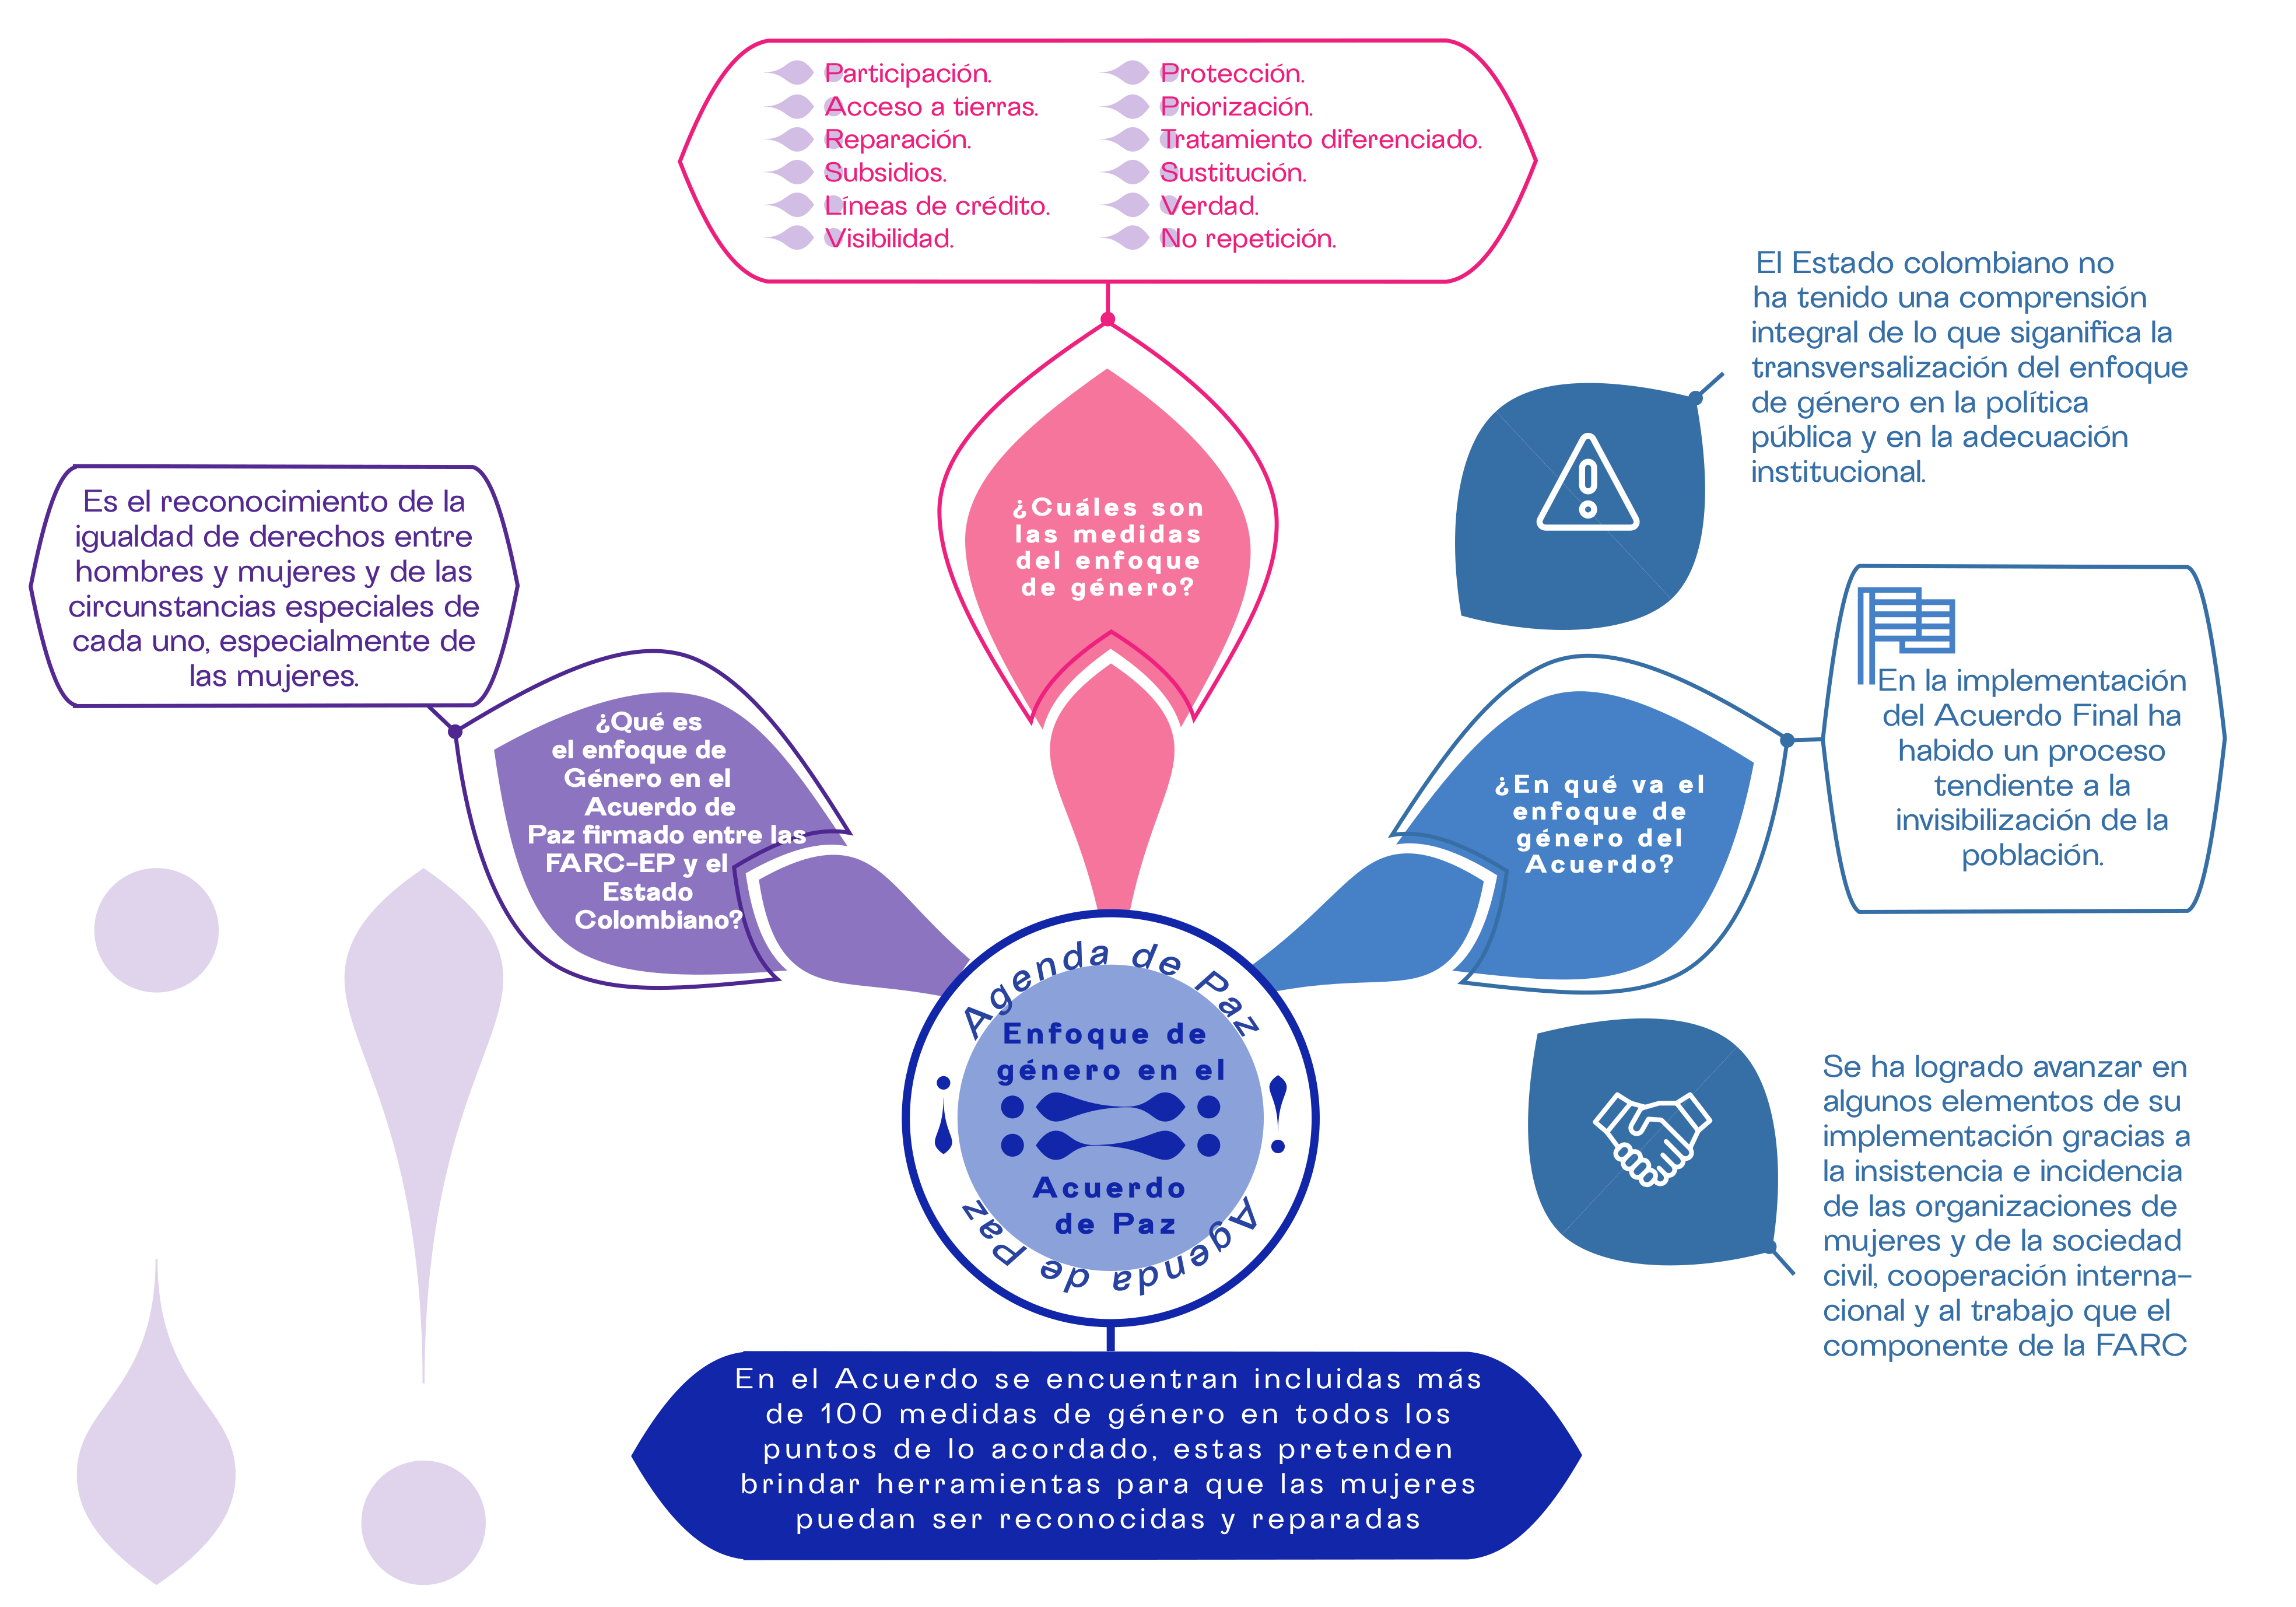 Participación.
Acceso a tierras.
Reparación.
Subsidios.
Líneas de crédito.
Visibilidad.
Protección.
Priorización.
Tratamiento diferenciado.
Sustitución.
Verdad.
No repetición.
¿Cuáles son
las medidas
del enfoque
de género?
Es el reconocimiento de la
igualdad de derechos entre
hombres y mujeres y de las
circunstancias especiales de
cada uno, especialmente de
las mujeres.
¿Qué es
el enfoque de
Género en el
Acuerdo de
Paz firmado entre las
FARC-EP y el
Estado
Colombiano?
El Estado colombiano no
ha tenido una comprensión
integral de lo que siganifica la
transversalización del enfoque
de género en la política
pública y en la adecuación
institucional.
¿En qué va el
enfoque de
género del
Acuerdo?
En la implementación
del Acuerdo Final ha
habido un proceso
tendiente a la
invisibilización de la
población.
Se ha logrado avanzar en
algunos elementos de su
implementación gracias a
la insistencia e incidencia
de las organizaciones de
mujeres y de la sociedad
civil, cooperación interna-
cional y al trabajo que el
componente de la FARC
Agenda de Paz
Enfoque de
género en el
Acuerdo
de Paz
Agenda de Paz
En el Acuerdo se encuentran incluidas más
de 100 medidas de género en todos los
puntos de lo acordado, estas pretenden
brindar herramientas para que las mujeres
puedan ser reconocidas y reparadas